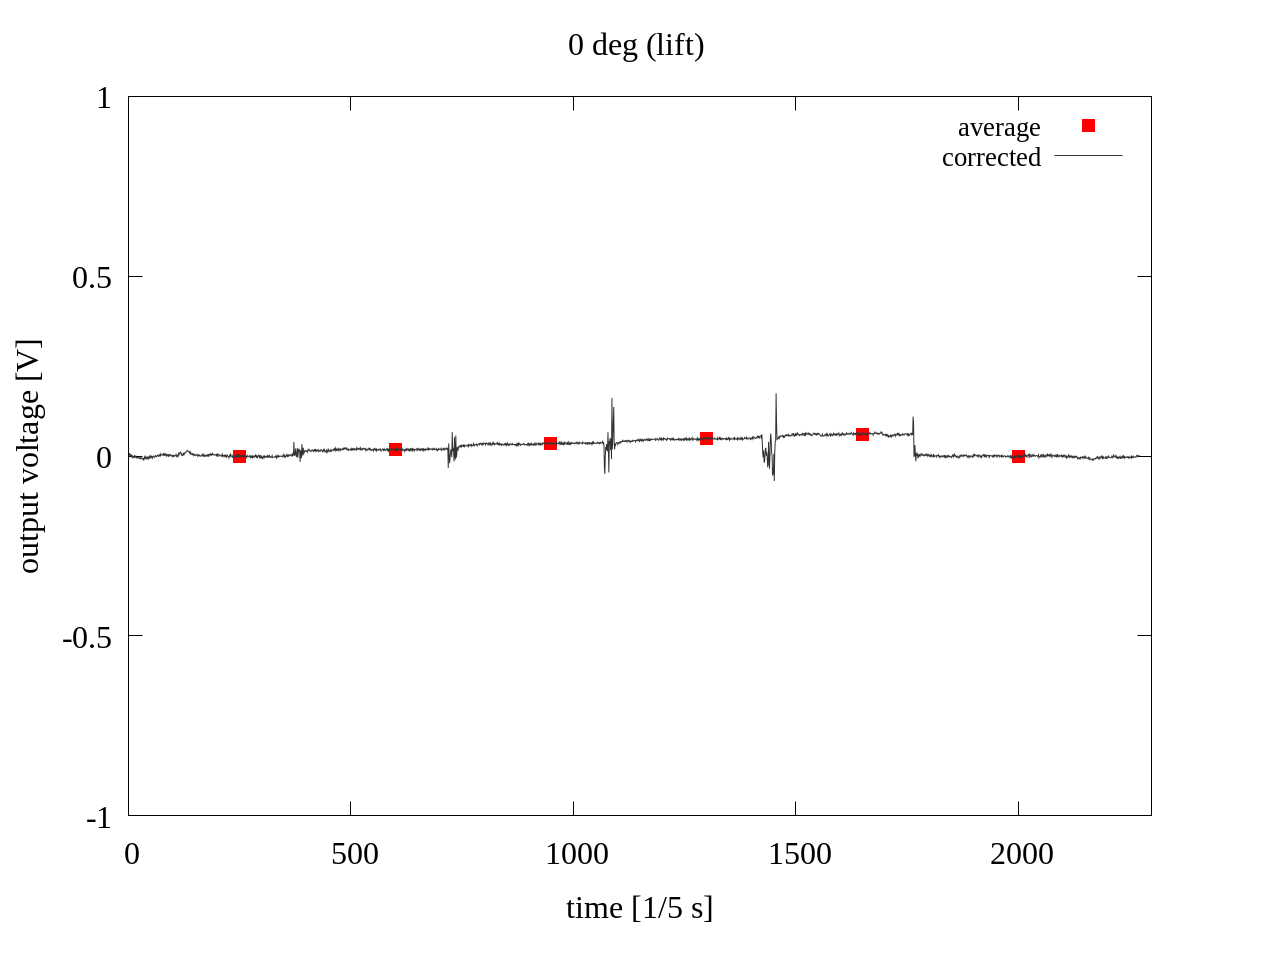 0 deg (lift)
average
corrected
1
0.5
0
-0.5
-1
output voltage [V]
0 500 1000 1500 2000
time [1/5 s]